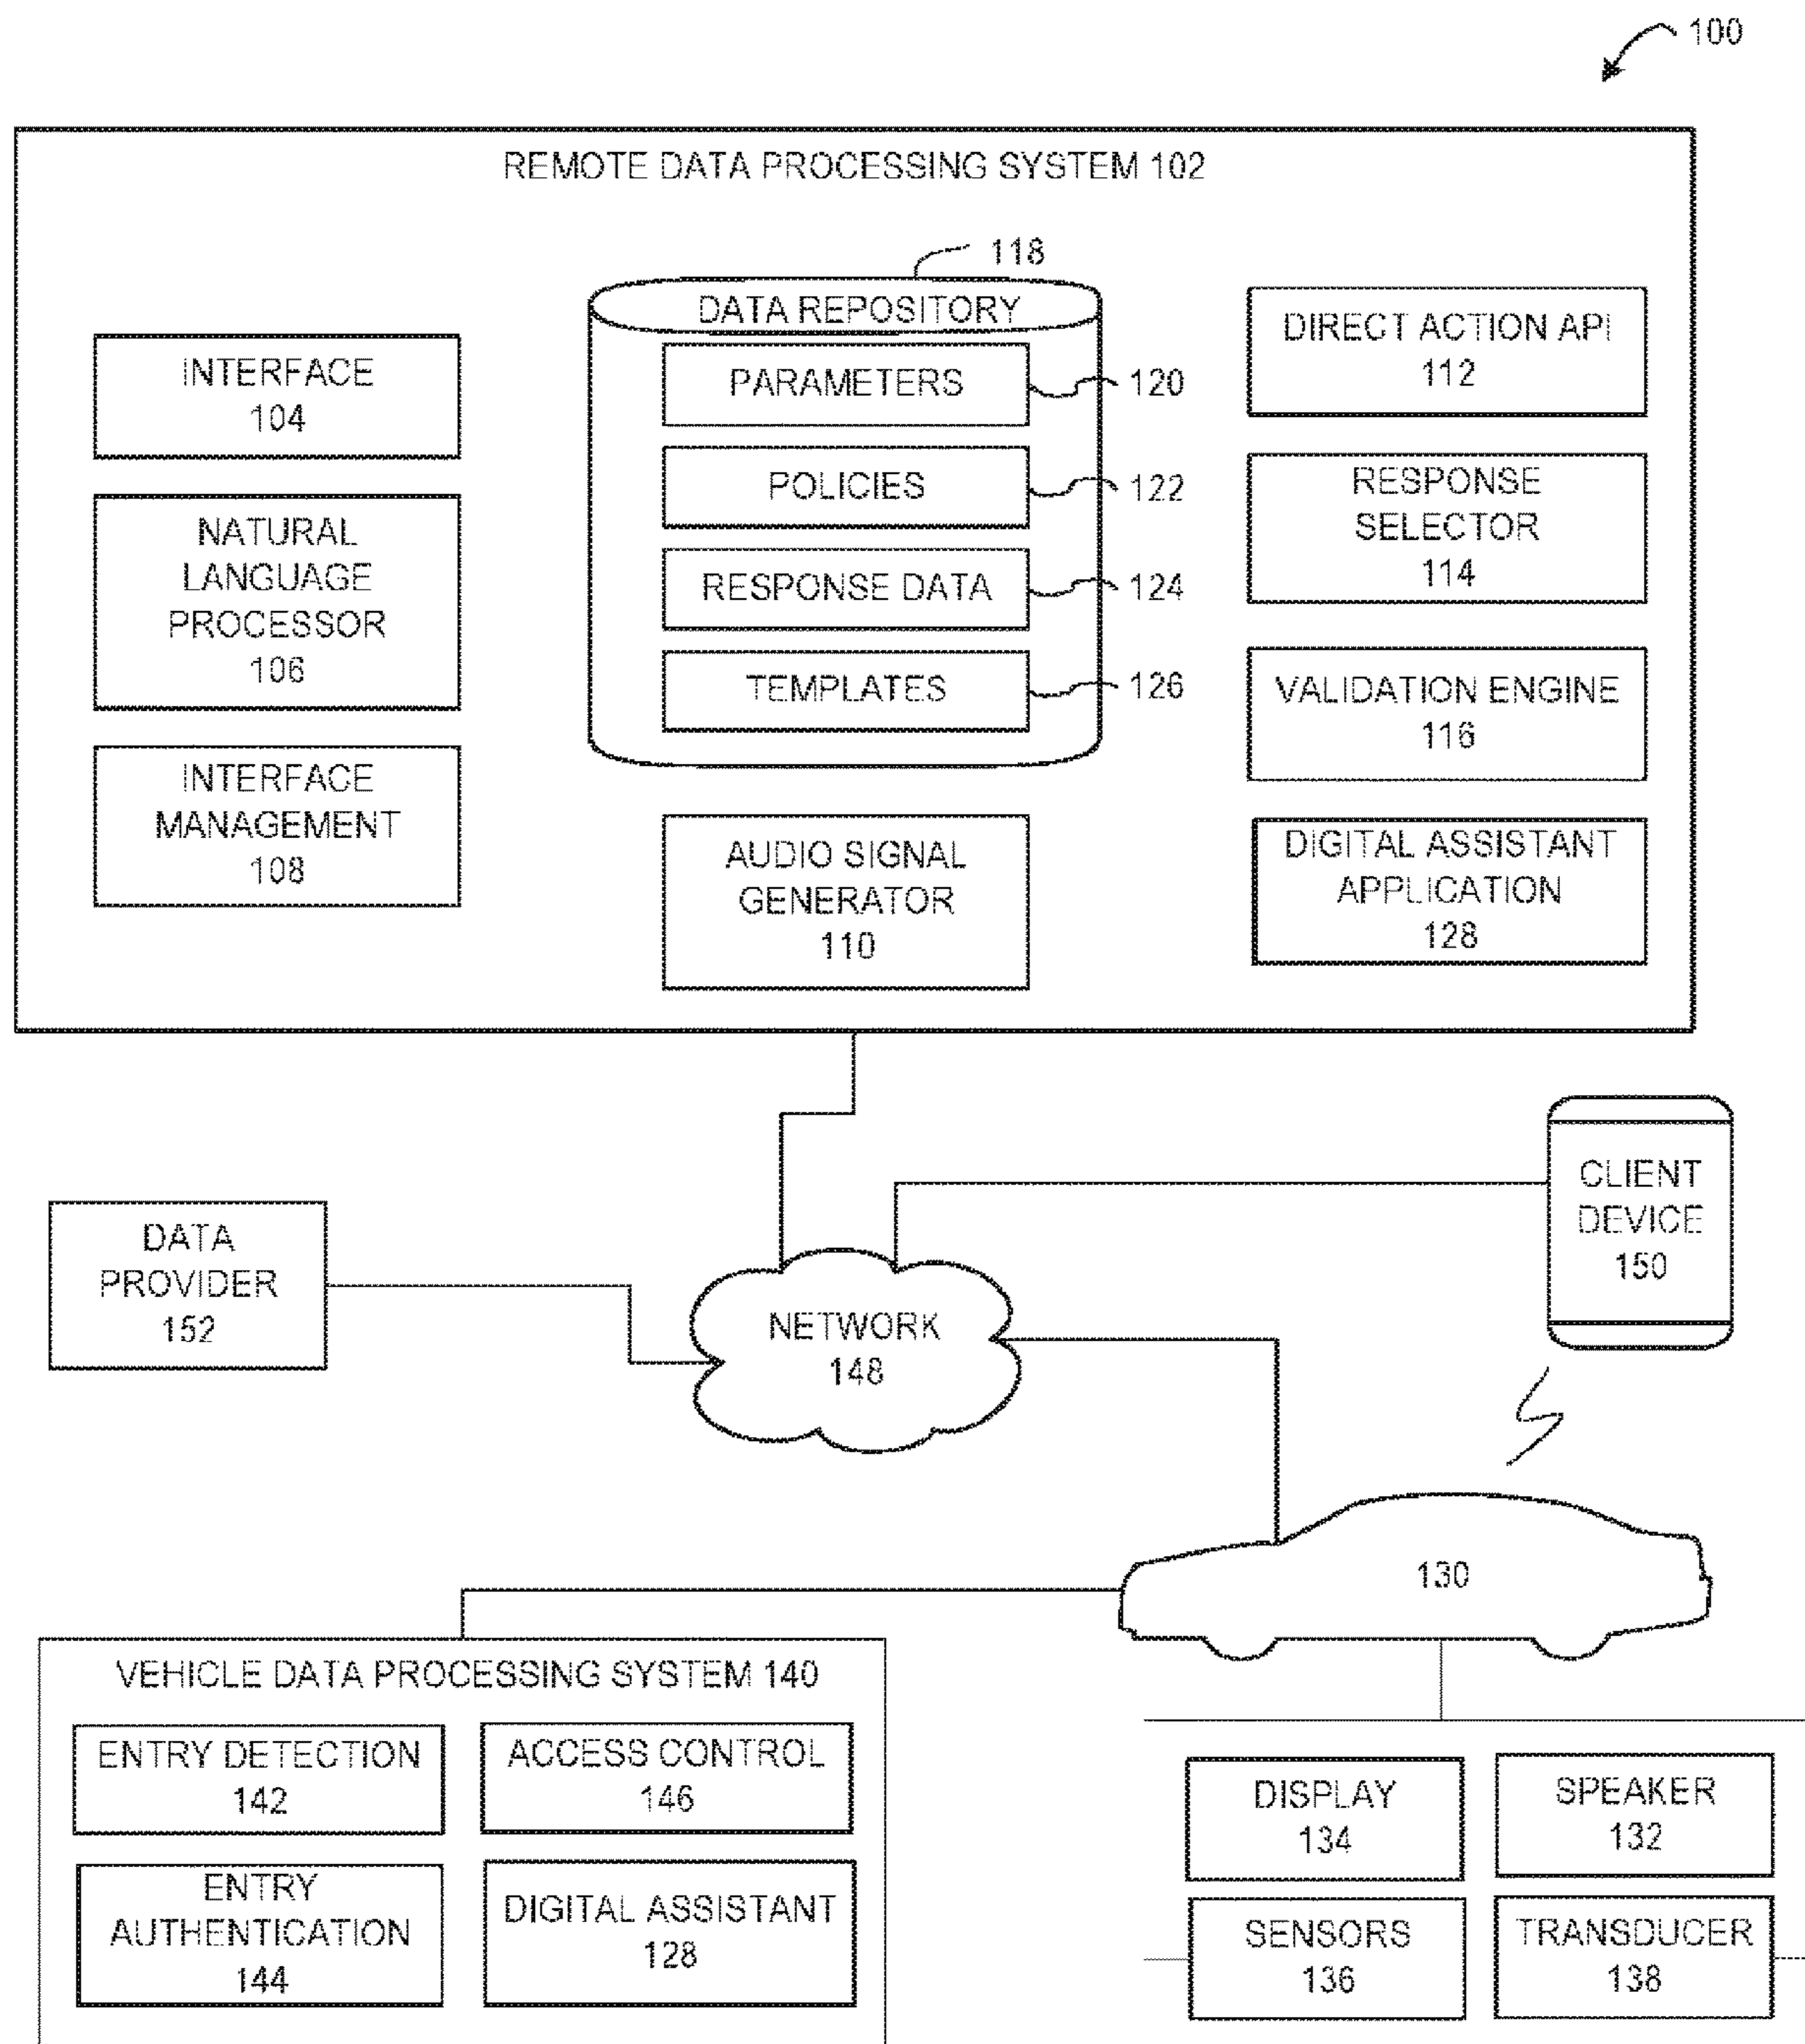 100
REMOTE DATA PROCESSING SYSTEM 102
118
DATA REPOSITORY
PARAMETERS
120
POLICIES
122
RESPONSE DATA
124
TEMPLATES
126
INTERFACE
104
NATURAL
LANGUAGE
PROCESSOR
106
INTERFACE
MANAGEMENT
108
AUDIO SIGNAL
GENERATOR
110
DIRECT ACTION API
112
RESPONSE
SELECTOR
114
VALIDATION ENGINE
116
DIGITAL ASSISTANT
APPLICATION
128
DATA
PROVIDER
152
NETWORK
148
CLIENT
DEVICE
150
130
VEHICLE DATA PROCESSING SYSTEM 140
ENTRY DETECTION
142
ACCESS CONTROL
146
ENTRY
AUTHENTICATION
144
DIGITAL ASSISTANT
128
DISPLAY
134
SPEAKER
132
SENSORS
136
TRANSDUCER
138